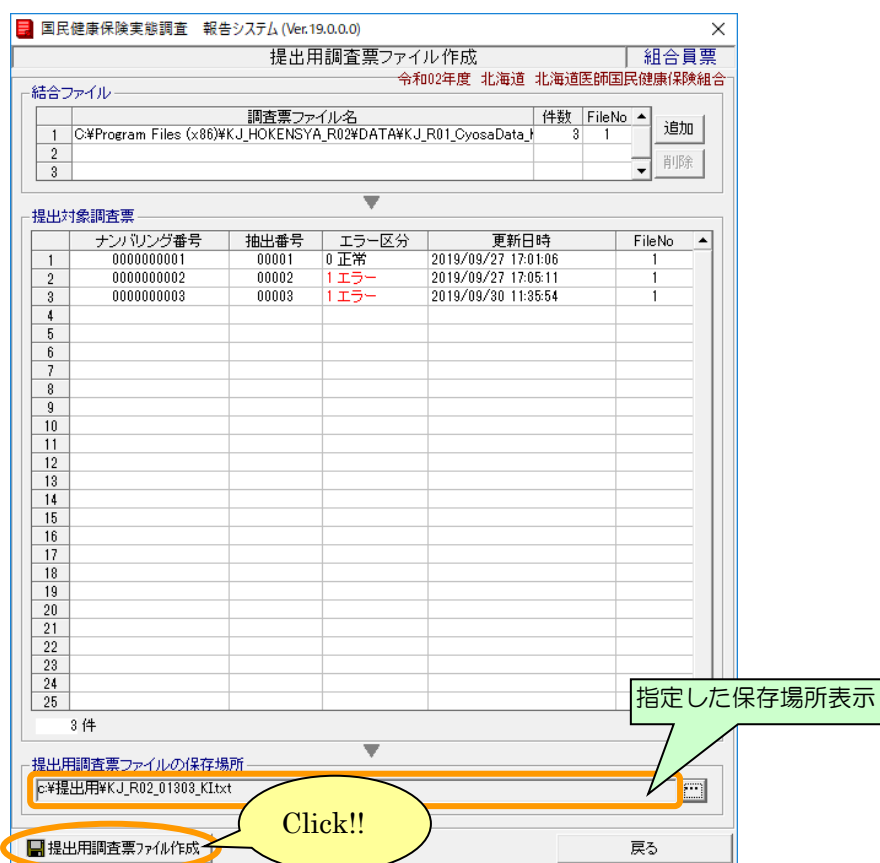 国民健康保険実態調査　報告システム (Ver.19.0.0.0)
提出用調査票ファイル作成 組合員票
令和02年度 北海道 北海道医師国民健康保険組合
結合ファイル
調査票ファイル名 件数 FileNo
1 C:¥Program Files (x86)¥KJ_HOKENSYA_R02¥DATA¥KJ_R01_CyosaData_ 3 1
追加
2
3
削除
提出対象調査票
ナンバリング番号 抽出番号 エラー区分 更新日時 FileNo
1 0000000001 00001 0 正常 2019/09/27 17:01:06 1
2 0000000002 00002 1 エラー 2019/09/27 17:05:11 1
3 0000000003 00003 1 エラー 2019/09/30 11:35:54 1
4
5
6
7
8
9
10
11
12
13
14
15
16
17
18
19
20
21
22
23
24
25
指定した保存場所表示
3 件
提出用調査票ファイルの保存場所
c:¥提出用¥KJ_R02_01303_KI.txt
...
Click!!
提出用調査票ファイル作成
戻る